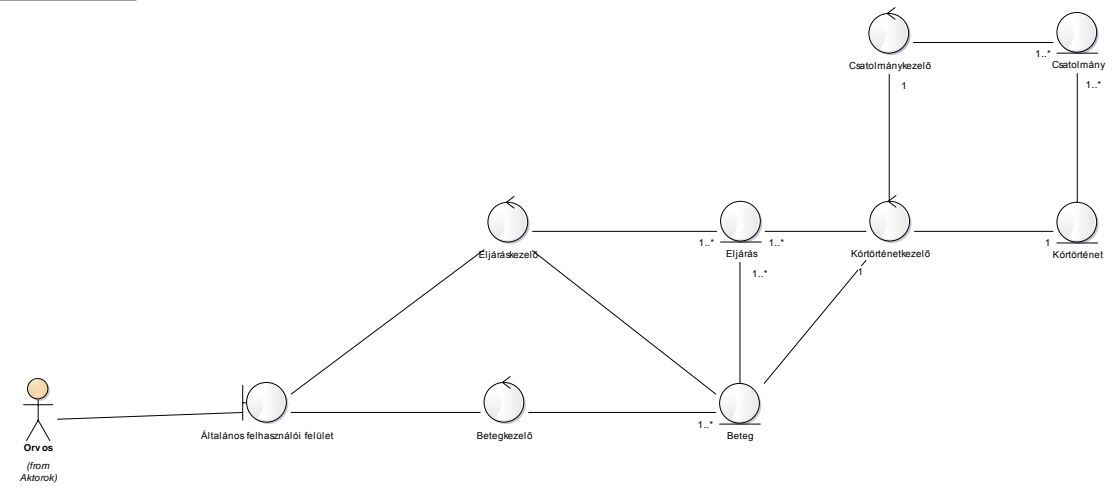 Csatolmánykezelő
1..*
Csatolmány
1
1..*
Eljáráskezelő
1..*
Eljárás
1..*
Kórtörténetkezelő
1
Kórtörténet
1..*
1
Orvos
(from
Aktorok)
Általános felhasználói felület
Betegkezelő
1..*
Beteg